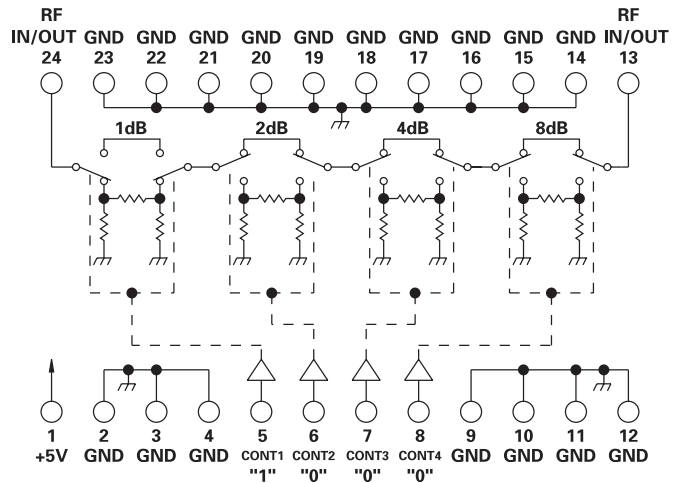 RF RF
IN/OUT GND GND GND GND GND GND GND GND GND GND IN/OUT
24 23 22 21 20 19 18 17 16 15 14 13
1dB 2dB 4dB 8dB
1 2 3 4 5 6 7 8 9 10 11 12
+5V GND GND GND CONT1 CONT2 CONT3 CONT4 GND GND GND GND
"1" "0" "0" "0"